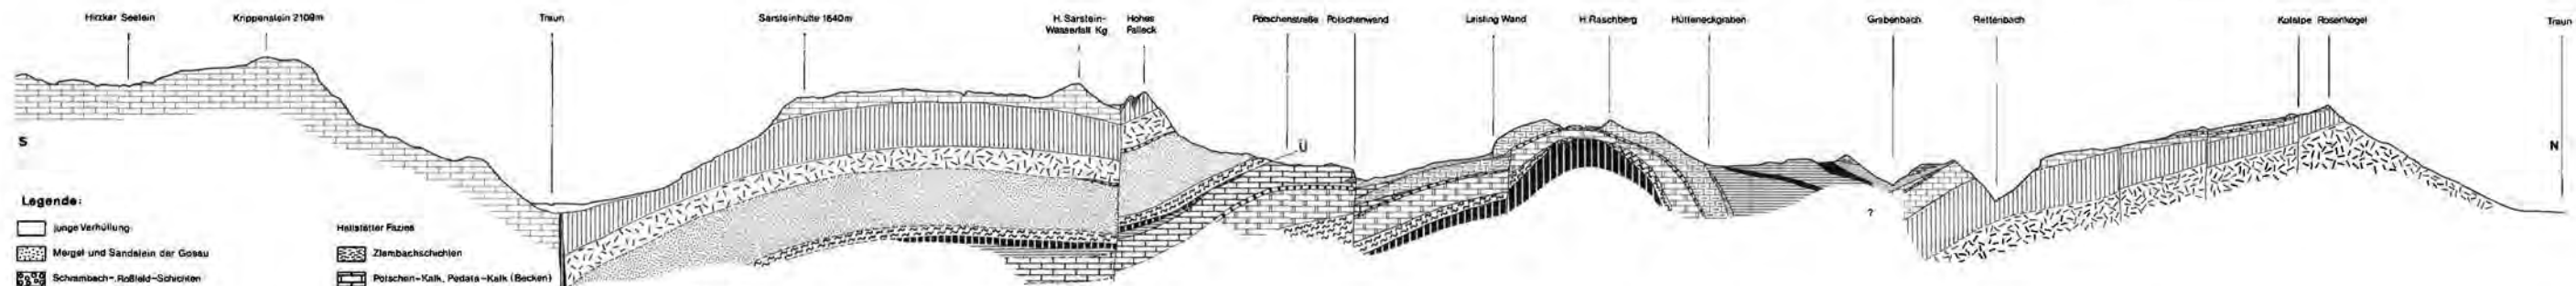 Hirzkar Seelein
Krippenstein 2109m
Traun
Sarsteinhütte 1640m
H. Sarstein-
Wasserfall Kg
Hohes
Falleck
Pötschenstraße
Pötschenwand
Leisling Wand
H. Raschberg
Hütteneckgraben
Grabenbach
Rettenbach
Kotalpe
Rosenkogel
Traun
S
Ü
N
?
Legende:
junge Verhüllung
Mergel und Sandstein der Gosau
Schrambach-, Roßfeld-Schichten
Hallstätter Fazies
Zlambachschichten
Pötschen-Kalk, Pedata-Kalk (Becken)